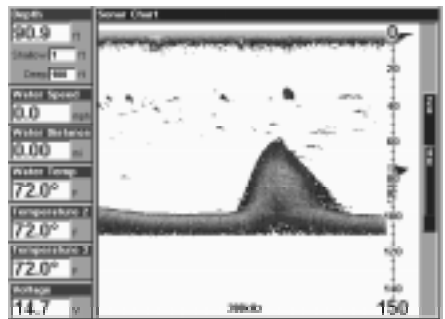 Depth
90.9 ft
Shallow 1 ft
Deep 100 ft
Water Speed
0.0 mph
Water Distance
0.00 mi
Water Temp
72.0° F
Temperature 2
72.0° F
Temperature 3
72.0° F
Voltage
14.7 V
Sonar Chart
0
20
40
60
100
120
140
150